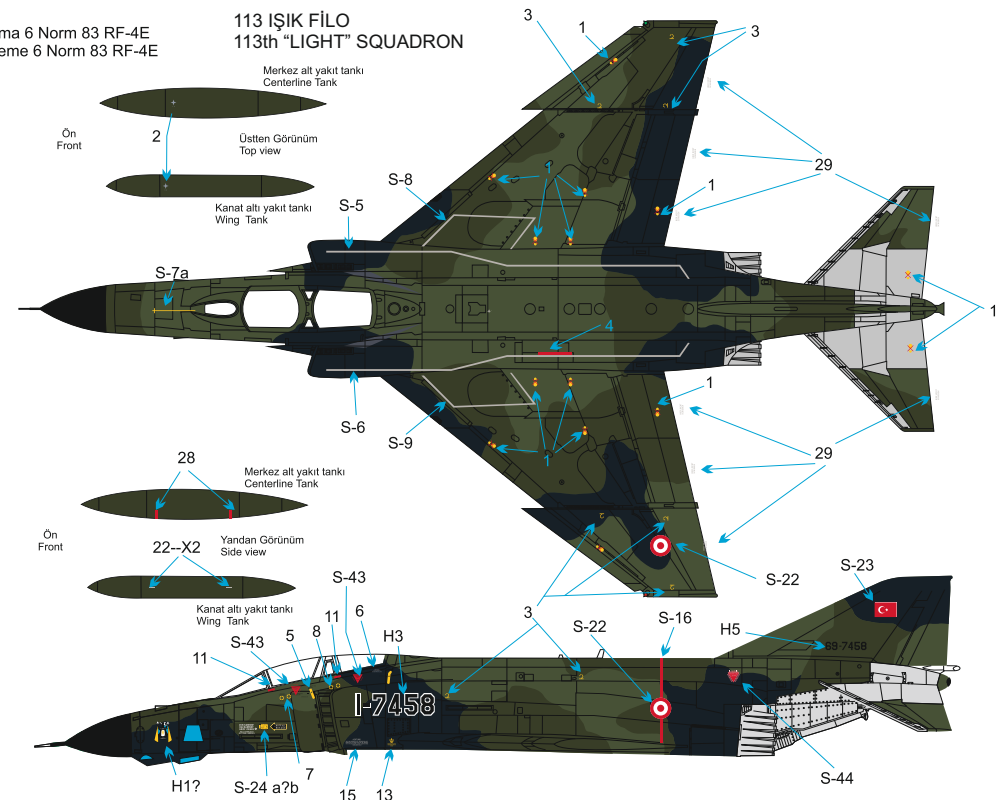 ma 6 Norm 83 RF-4E
eme 6 Norm 83 RF-4E
113 IŞIK FİLO
113th “LIGHT” SQUADRON
3
1
3
Merkez alt yakıt tankı
Centerline Tank
Ön
Front
2
Üstten Görünüm
Top view
Kanat altı yakıt tankı
Wing Tank
S-8
1
1
29
S-5
S-7a
1
4
S-6
S-9
1
1
29
28
Merkez alt yakıt tankı
Centerline Tank
Ön
Front
22--X2
Yandan Görünüm
Side view
Kanat altı yakıt tankı
Wing Tank
S-22
S-23
S-43
11
6
3
S-22
S-16
H5
S-43
5
8
H3
11
69-7458
I-7458
H1?
S-24 a?b
7
15
13
S-44